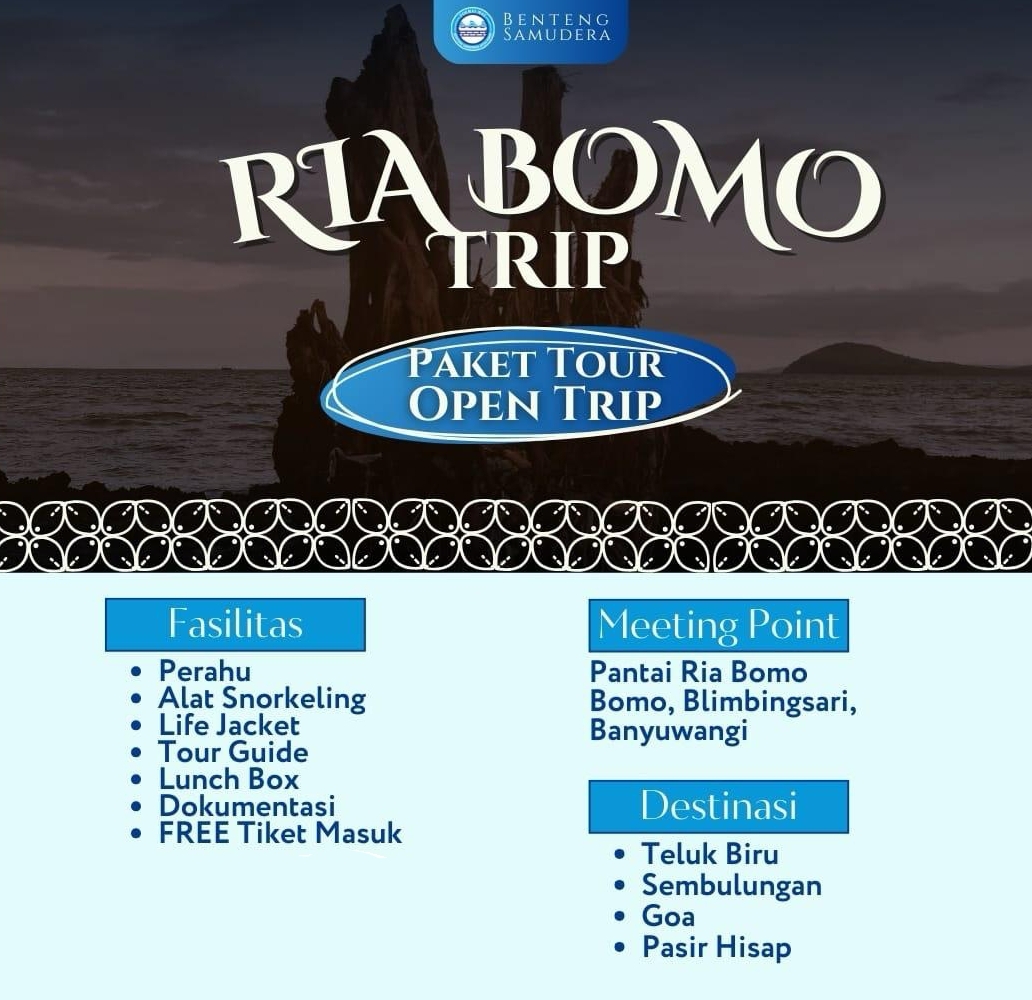 BENTENG
SAMUDERA
RIA BOMO
TRIP
PAKET TOUR
OPEN TRIP
Fasilitas
• Perahu
• Alat Snorkeling
• Life Jacket
• Tour Guide
• Lunch Box
• Dokumentasi
• FREE Tiket Masuk
Meeting Point
Pantai Ria Bomo
Bomo, Blimbingsari,
Banyuwangi
Destinasi
• Teluk Biru
• Sembulungan
• Goa
• Pasir Hisap